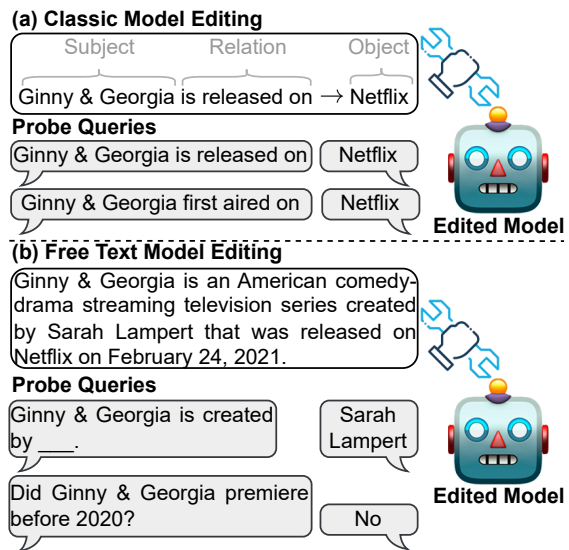 (a) Classic Model Editing
Subject Relation Object
Ginny & Georgia is released on → Netflix
Probe Queries
Ginny & Georgia is released on Netflix
Ginny & Georgia first aired on Netflix
Edited Model
(b) Free Text Model Editing
Ginny & Georgia is an American comedy-
drama streaming television series created
by Sarah Lampert that was released on
Netflix on February 24, 2021.
Probe Queries
Ginny & Georgia is created
by ___.
Sarah
Lampert
Did Ginny & Georgia premiere
before 2020?
No
Edited Model